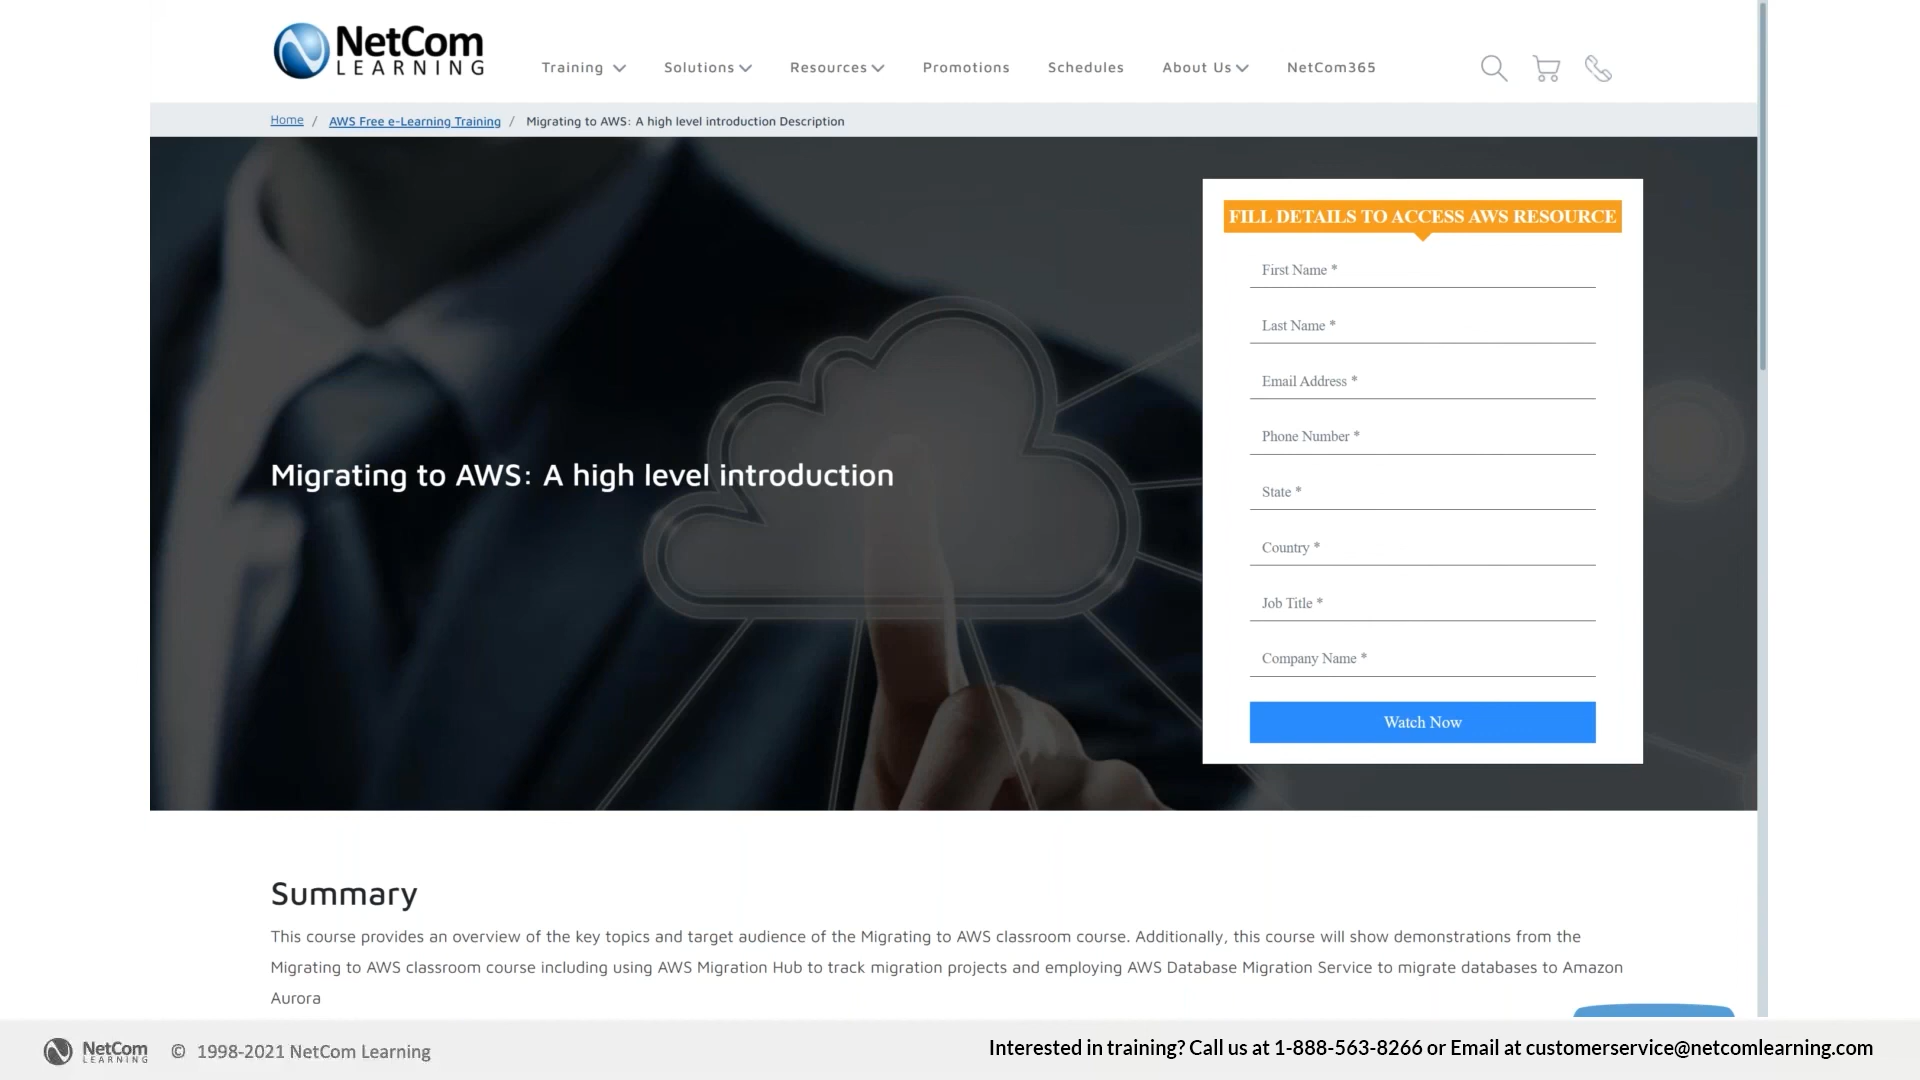 NetCom
LEARNING
Training
Solutions
Resources
Promotions
Schedules
About Us
NetCom365
Home / AWS Free e-Learning Training / Migrating to AWS: A high level introduction Description
FILL DETAILS TO ACCESS AWS RESOURCE
First Name *
Last Name *
Email Address *
Phone Number *
State *
Country *
Job Title *
Company Name *
Watch Now
Migrating to AWS: A high level introduction
Summary
This course provides an overview of the key topics and target audience of the Migrating to AWS classroom course. Additionally, this course will show demonstrations from the
Migrating to AWS classroom course including using AWS Migration Hub to track migration projects and employing AWS Database Migration Service to migrate databases to Amazon
Aurora
NetCom
LEARNING
© 1998-2021 NetCom Learning
Interested in training? Call us at 1-888-563-8266 or Email at customerservice@netcomlearning.com